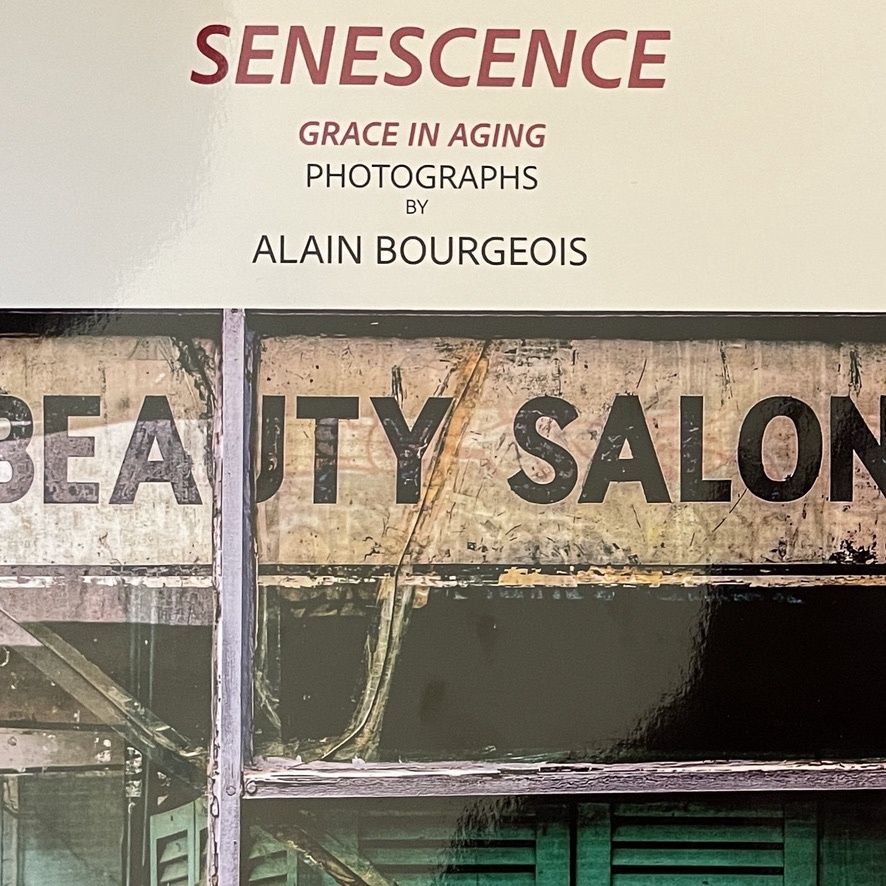 SENESCENCE
GRACE IN AGING
PHOTOGRAPHS
BY
ALAIN BOURGEOIS
BEAUTY SALON